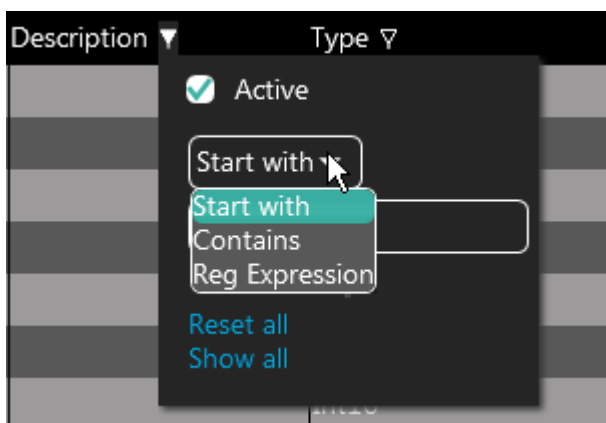 Description Type
Active
Start with
Start with
Contains
Reg Expression
Reset all
Show all